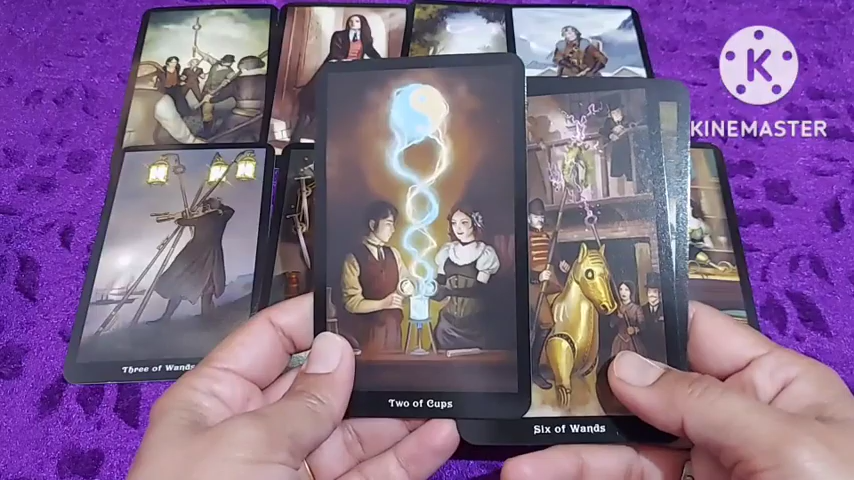 K
KINEMASTER
Three of Wands
Two of Cups
Six of Wands